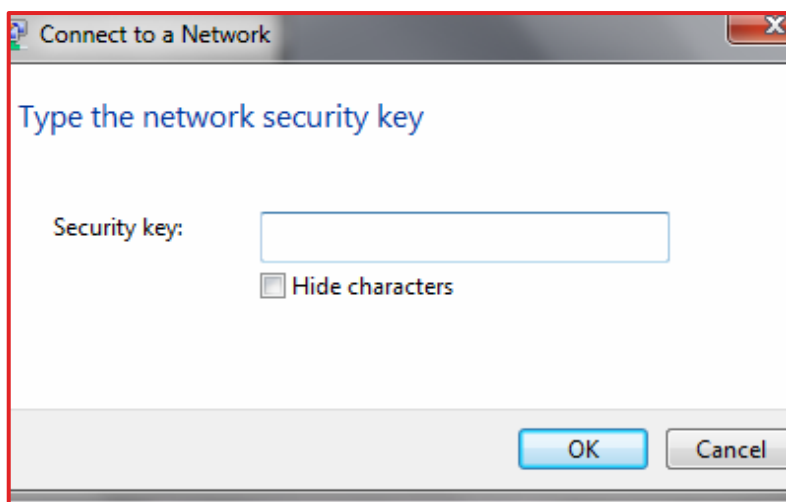 Connect to a Network
Type the network security key
Security key:
Hide characters
OK Cancel